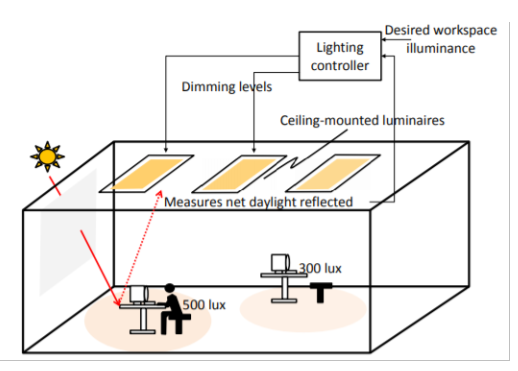 Desired workspace
illuminance
Lighting
controller
Dimming levels
Ceiling-mounted luminaires
Measures net daylight reflected
300 lux
500 lux